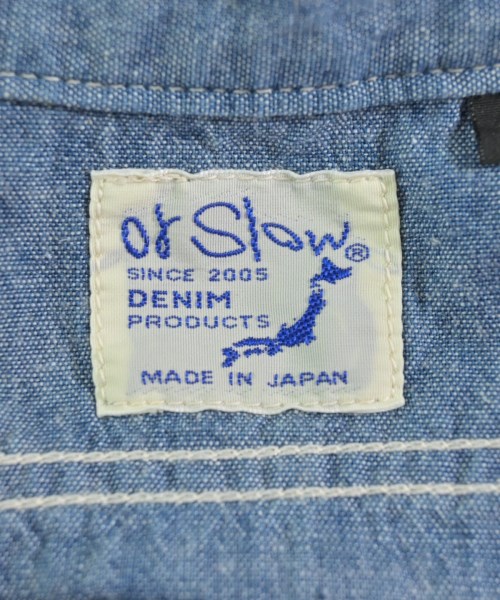 or Slow®
SINCE 2005
DENIM
PRODUCTS
MADE IN JAPAN